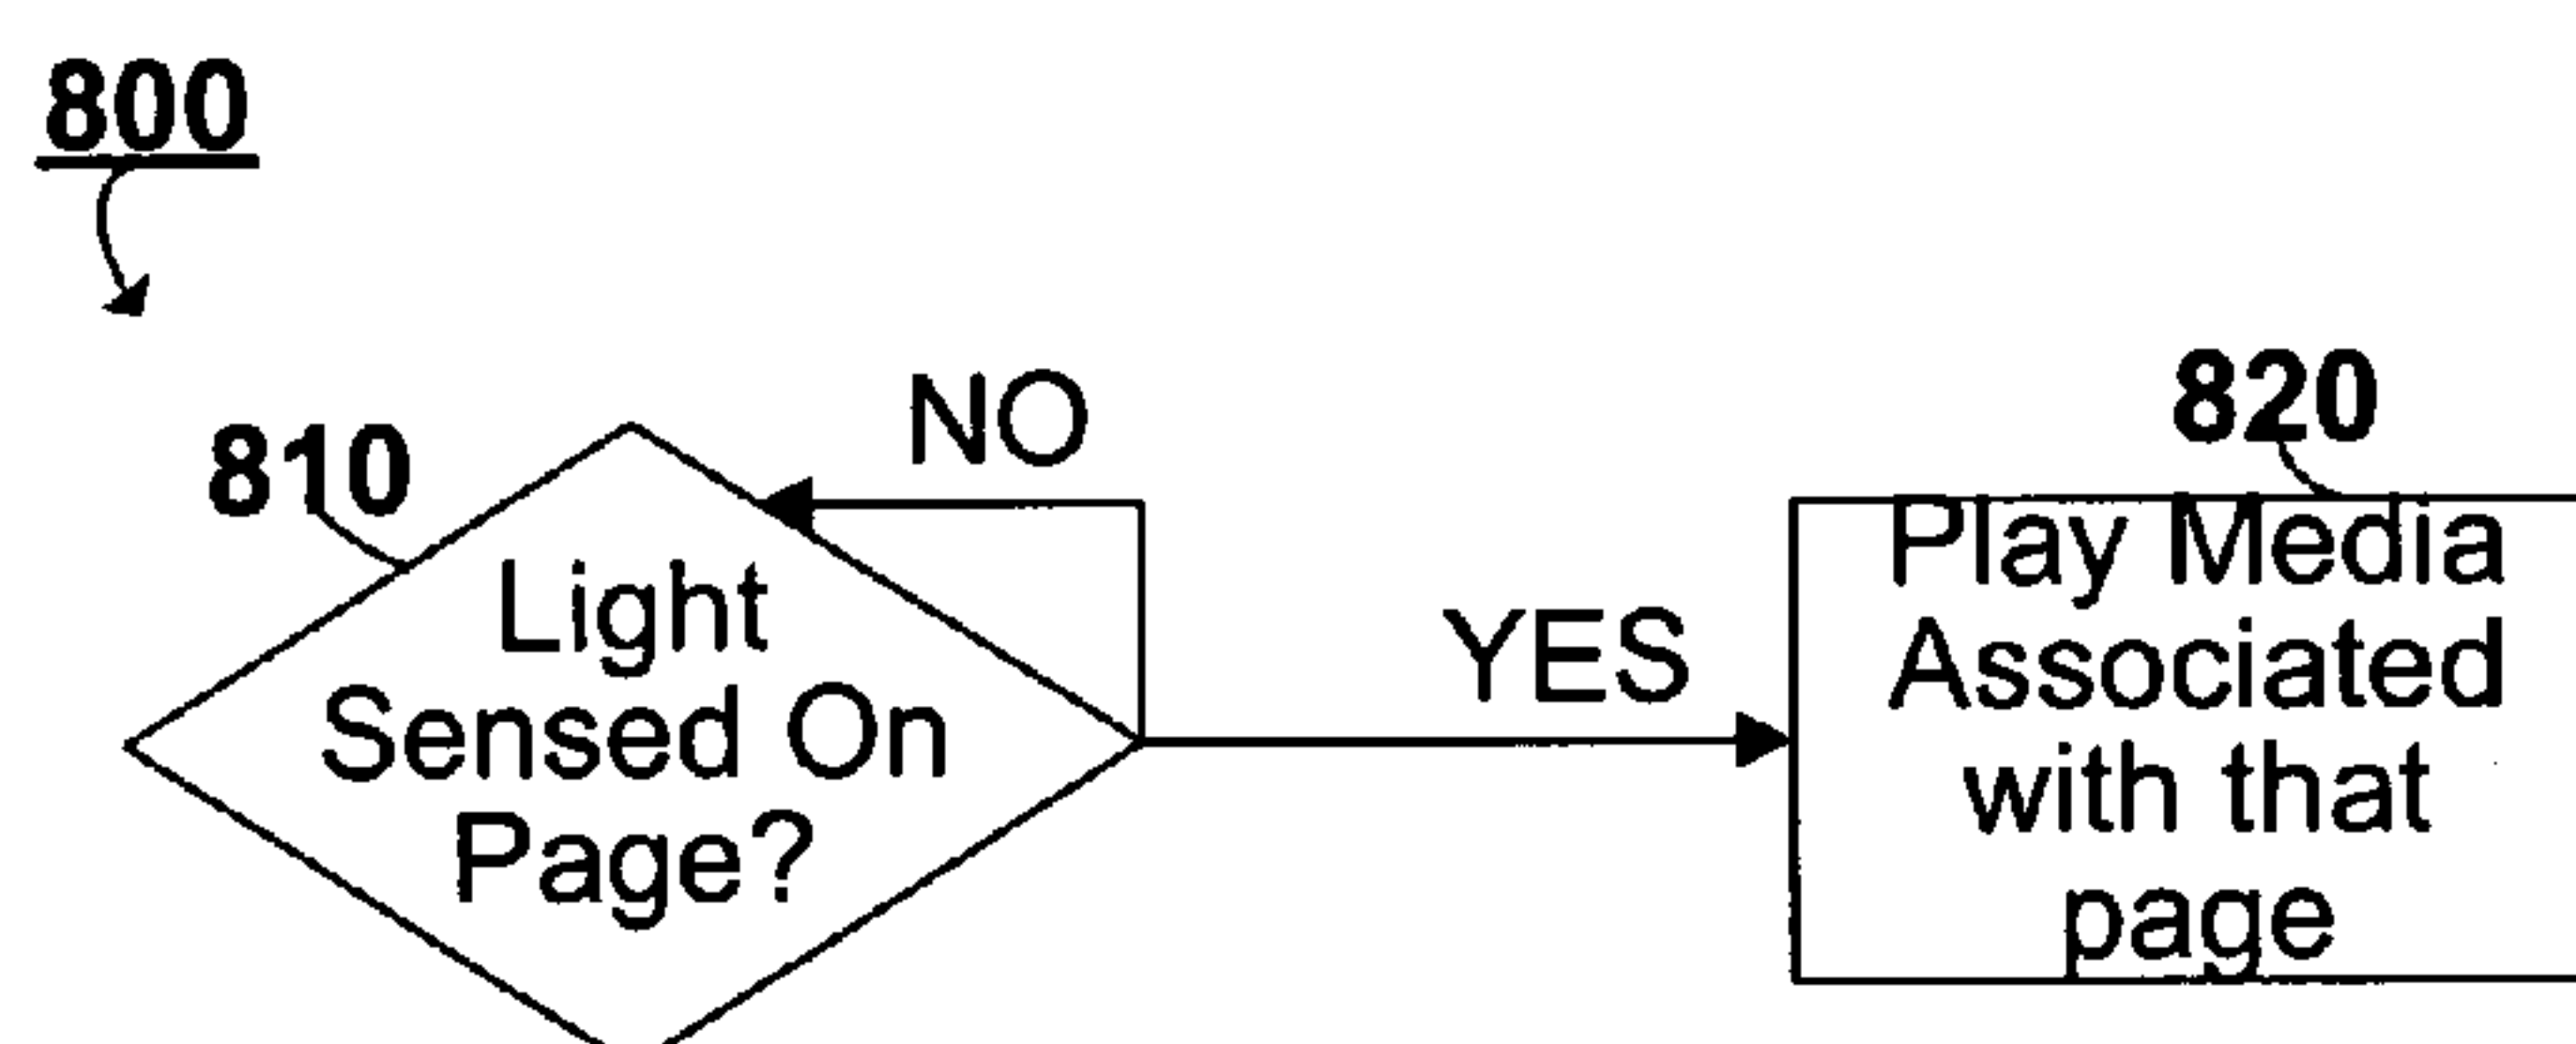 800
810
NO
Light
Sensed On
Page?
YES
820
Play Media
Associated
with that
page